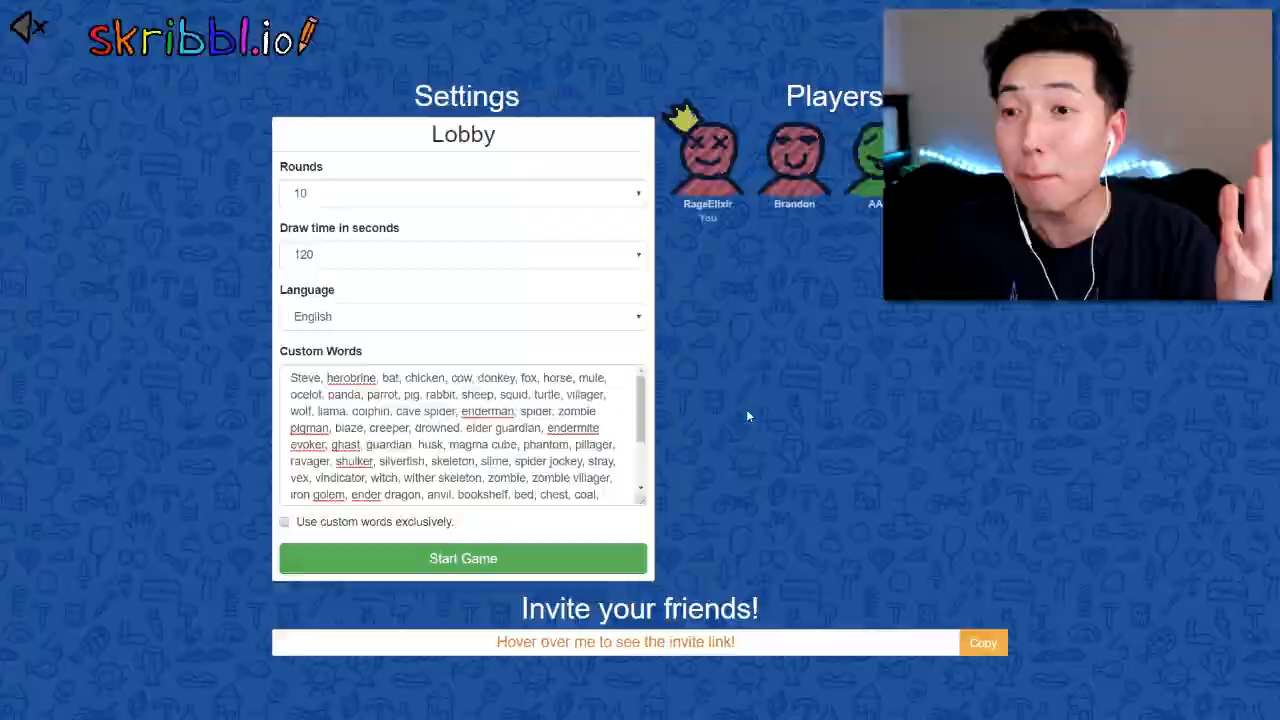 skribbl.io
Settings
Players
Lobby
Rounds
10
Draw time in seconds
120
Language
English
Custom Words
Steve, herobrine, bat, chicken, cow, donkey, fox, horse, mule,
ocelot, panda, parrot, pig, rabbit, sheep, squid, turtle, villager,
wolf, llama, dolphin, cave spider, enderman, spider, zombie
pigman, blaze, creeper, drowned, elder guardian, endermite
evoker, ghast, guardian, husk, magma cube, phantom, pillager,
ravager, shulker, silverfish, skeleton, slime, spider jockey, stray,
vex, vindicator, witch, wither skeleton, zombie, zombie villager,
iron golem, ender dragon, anvil, bookshelf, bed, chest, coal,
Use custom words exclusively.
Start Game
RageElixir
You
Brandon
AA
Invite your friends!
Hover over me to see the invite link!
Copy